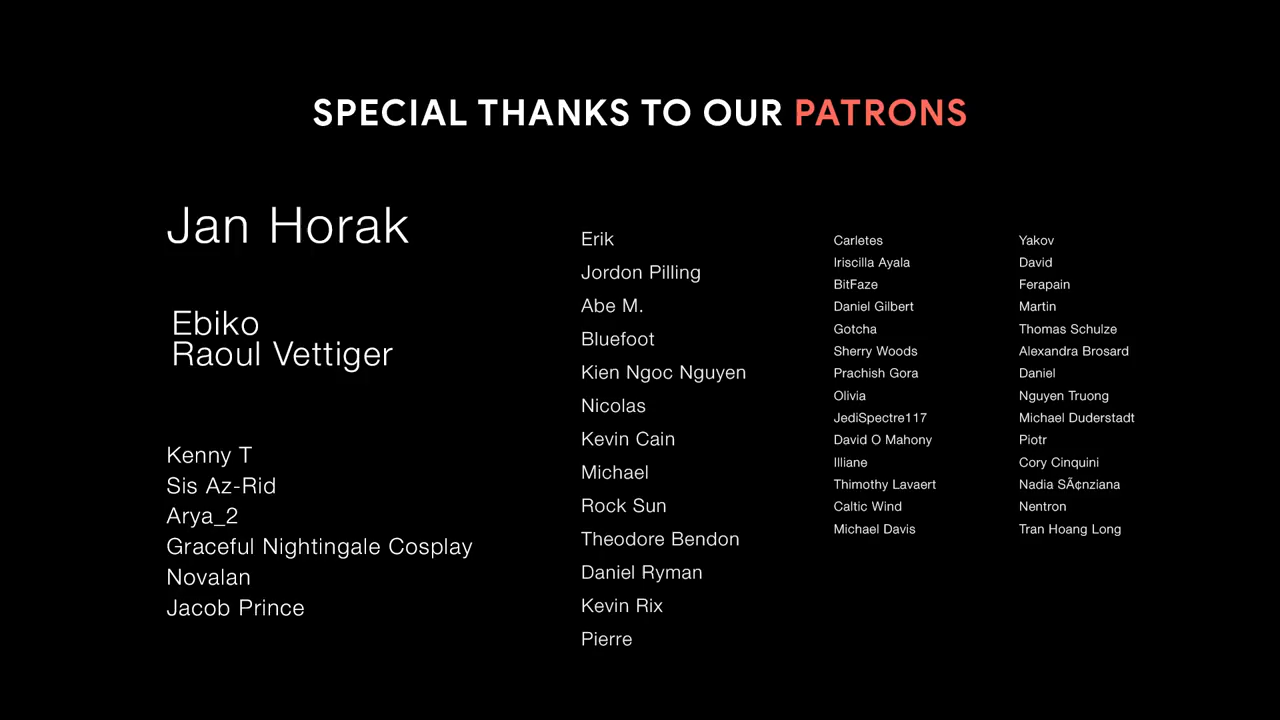 SPECIAL THANKS TO OUR PATRONS
Jan Horak
Ebiko
Raoul Vettiger
Kenny T
Sis Az-Rid
Arya_2
Graceful Nightingale Cosplay
Novalan
Jacob Prince
Erik
Jordon Pilling
Abe M.
Bluefoot
Kien Ngoc Nguyen
Nicolas
Kevin Cain
Michael
Rock Sun
Theodore Bendon
Daniel Ryman
Kevin Rix
Pierre
Carletes
Iriscilla Ayala
BitFaze
Daniel Gilbert
Gotcha
Sherry Woods
Prachish Gora
Olivia
JediSpectre117
David O Mahony
Illiane
Thimothy Lavaert
Caltic Wind
Michael Davis
Yakov
David
Ferapain
Martin
Thomas Schulze
Alexandra Brosard
Daniel
Nguyen Truong
Michael Duderstadt
Piotr
Cory Cinquini
Nadia SÃ¢nziana
Nentron
Tran Hoang Long